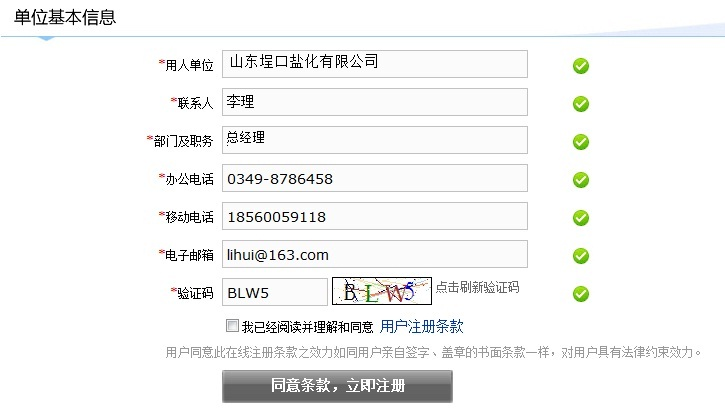 单位基本信息
*用人单位 山东埕口盐化有限公司
*联系人 李理
*部门及职务 总经理
*办公电话 0349-8786458
*移动电话 18560059118
*电子邮箱 lihui@163.com
*验证码 BLW5 BLW5 点击刷新验证码
我已经阅读并理解和同意 用户注册条款
用户同意此在线注册条款之效力如同用户亲自签字、盖章的书面条款一样，对用户具有法律约束效力。
同意条款，立即注册